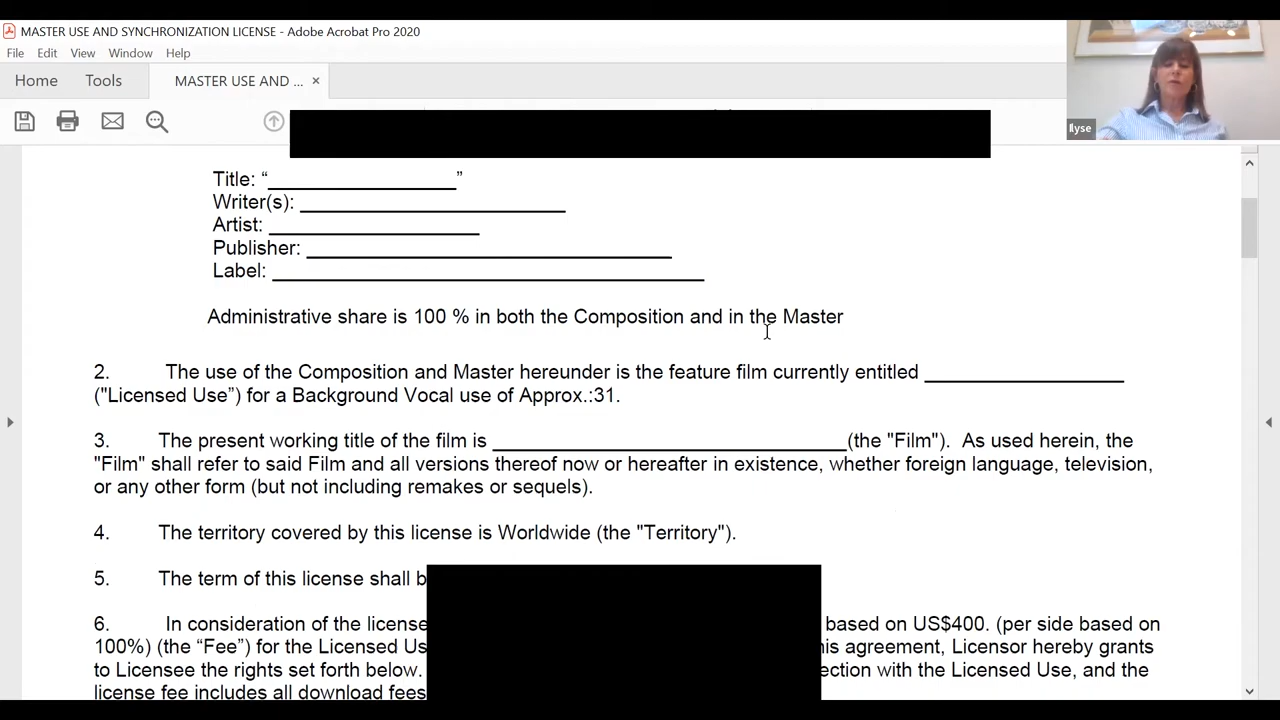 MASTER USE AND SYNCHRONIZATION LICENSE - Adobe Acrobat Pro 2020
File Edit View Window Help
Home Tools MASTER USE AND ... ×
Ilyse
Title: “__________________”
Writer(s): _______________________
Artist: __________________
Publisher: ________________________________
Label: ______________________________________
Administrative share is 100 % in both the Composition and in the Master
2. The use of the Composition and Master hereunder is the feature film currently entitled _________________
("Licensed Use”) for a Background Vocal use of Approx.:31.
3. The present working title of the film is ______________________________(the "Film"). As used herein, the
"Film" shall refer to said Film and all versions thereof now or hereafter in existence, whether foreign language, television,
or any other form (but not including remakes or sequels).
4. The territory covered by this license is Worldwide (the "Territory").
5. The term of this license shall b
6. In consideration of the license based on US$400. (per side based on
100%) (the “Fee”) for the Licensed Us his agreement, Licensor hereby grants
to Licensee the rights set forth below. ection with the Licensed Use, and the
license fee includes all download fees